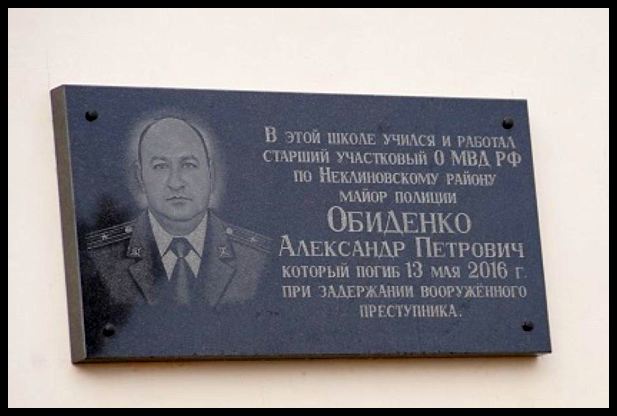 В этой школе учился и работал
старший участковый О МВД РФ
по Неклиновскому району
майор полиции
Обиденко
Александр Петрович
который погиб 13 мая 2016 г.
при задержании вооружённого
преступника.